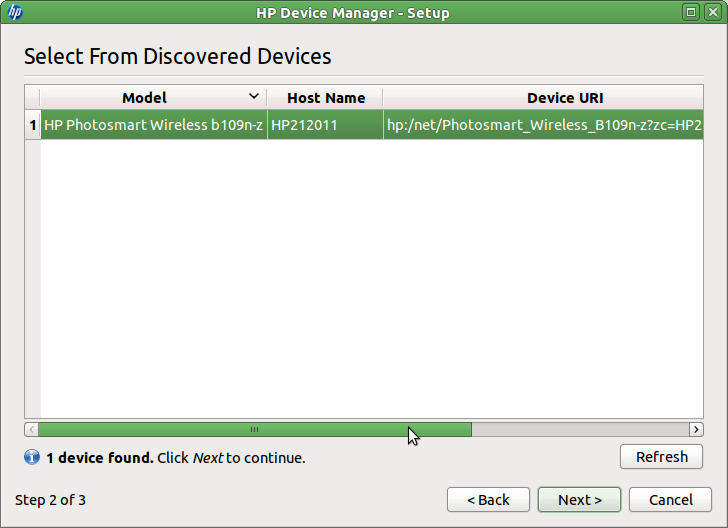 hp HP Device Manager - Setup
Select From Discovered Devices
Model Host Name Device URI
1 HP Photosmart Wireless b109n-z HP212011 hp:/net/Photosmart_Wireless_B109n-z?zc=HP2
1 device found. Click Next to continue.
Refresh
Step 2 of 3 < Back Next > Cancel